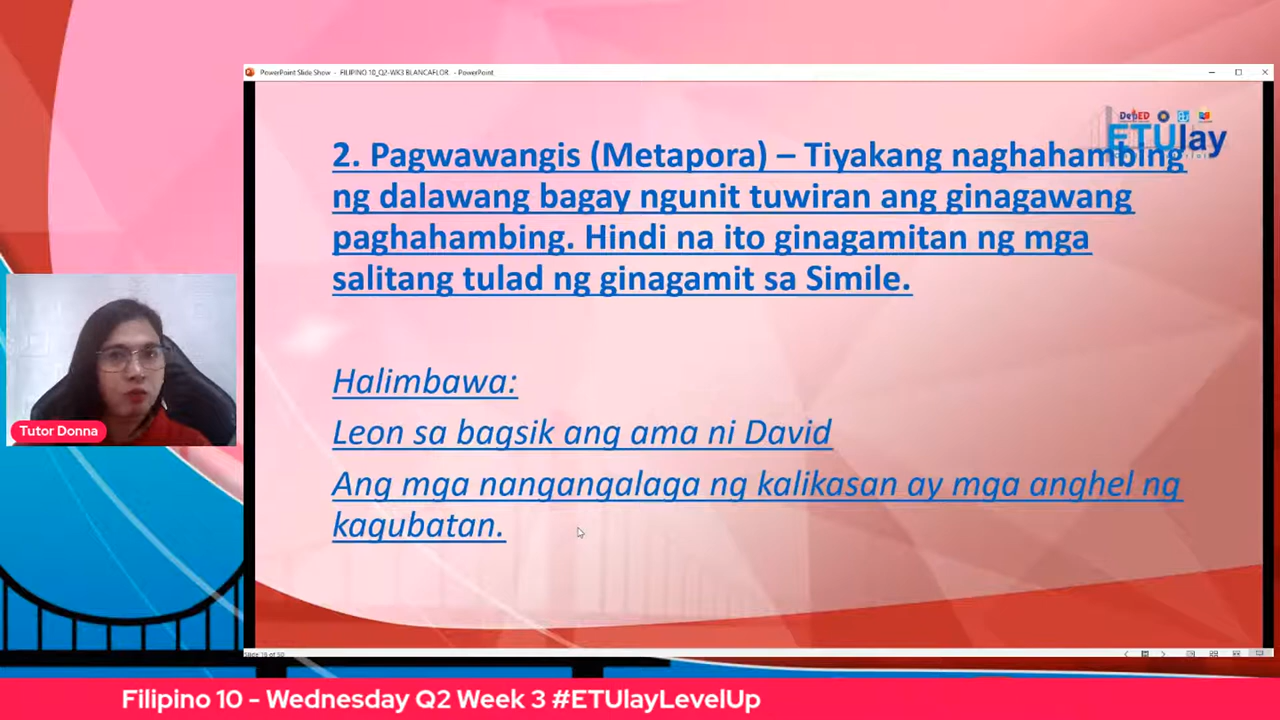 PowerPoint Slide Show - FILIPINO 10_Q2-WK3 BLANCAFLOR. - PowerPoint
DepED
ETUlay
2. Pagwawangis (Metapora) – Tiyakang naghahambing
ng dalawang bagay ngunit tuwiran ang ginagawang
paghahambing. Hindi na ito ginagamitan ng mga
salitang tulad ng ginagamit sa Simile.
Halimbawa:
Leon sa bagsik ang ama ni David
Ang mga nangangalaga ng kalikasan ay mga anghel ng
kagubatan.
Tutor Donna
Filipino 10 - Wednesday Q2 Week 3 #ETUlayLevelUp